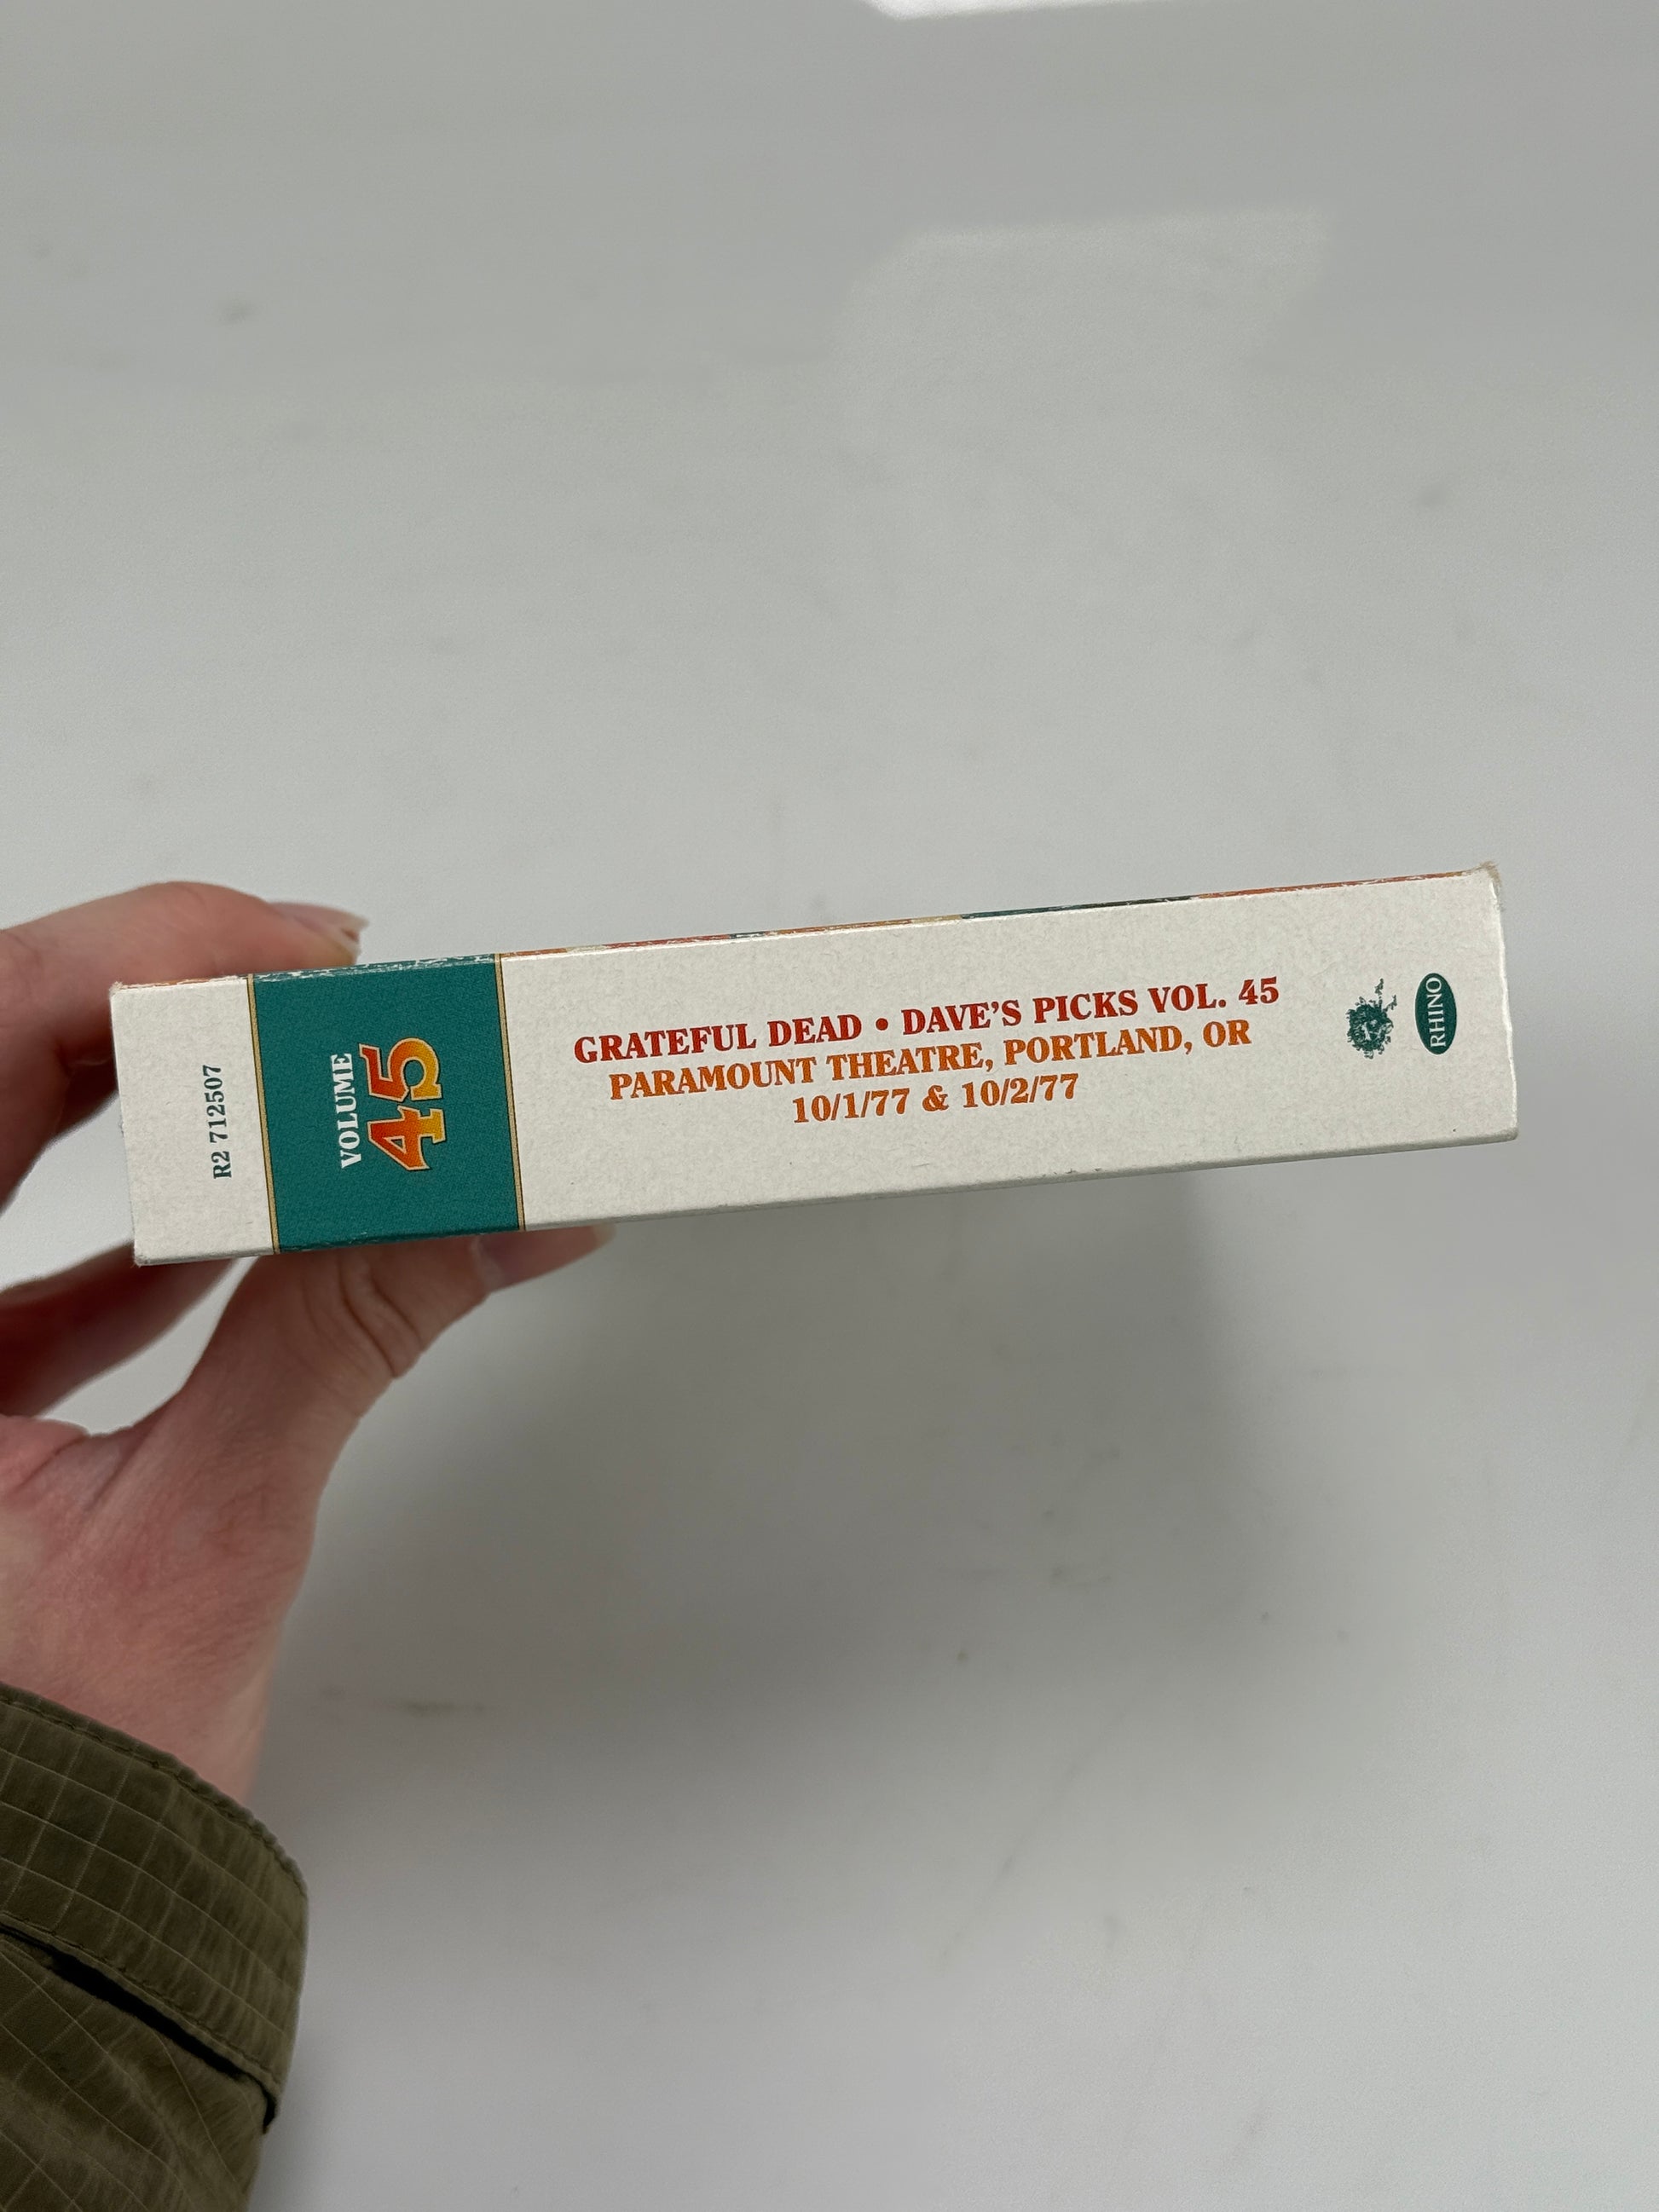 R2 712507
VOLUME
45
GRATEFUL DEAD • DAVE'S PICKS VOL. 45
PARAMOUNT THEATRE, PORTLAND, OR
10/1/77 & 10/2/77
RHINO